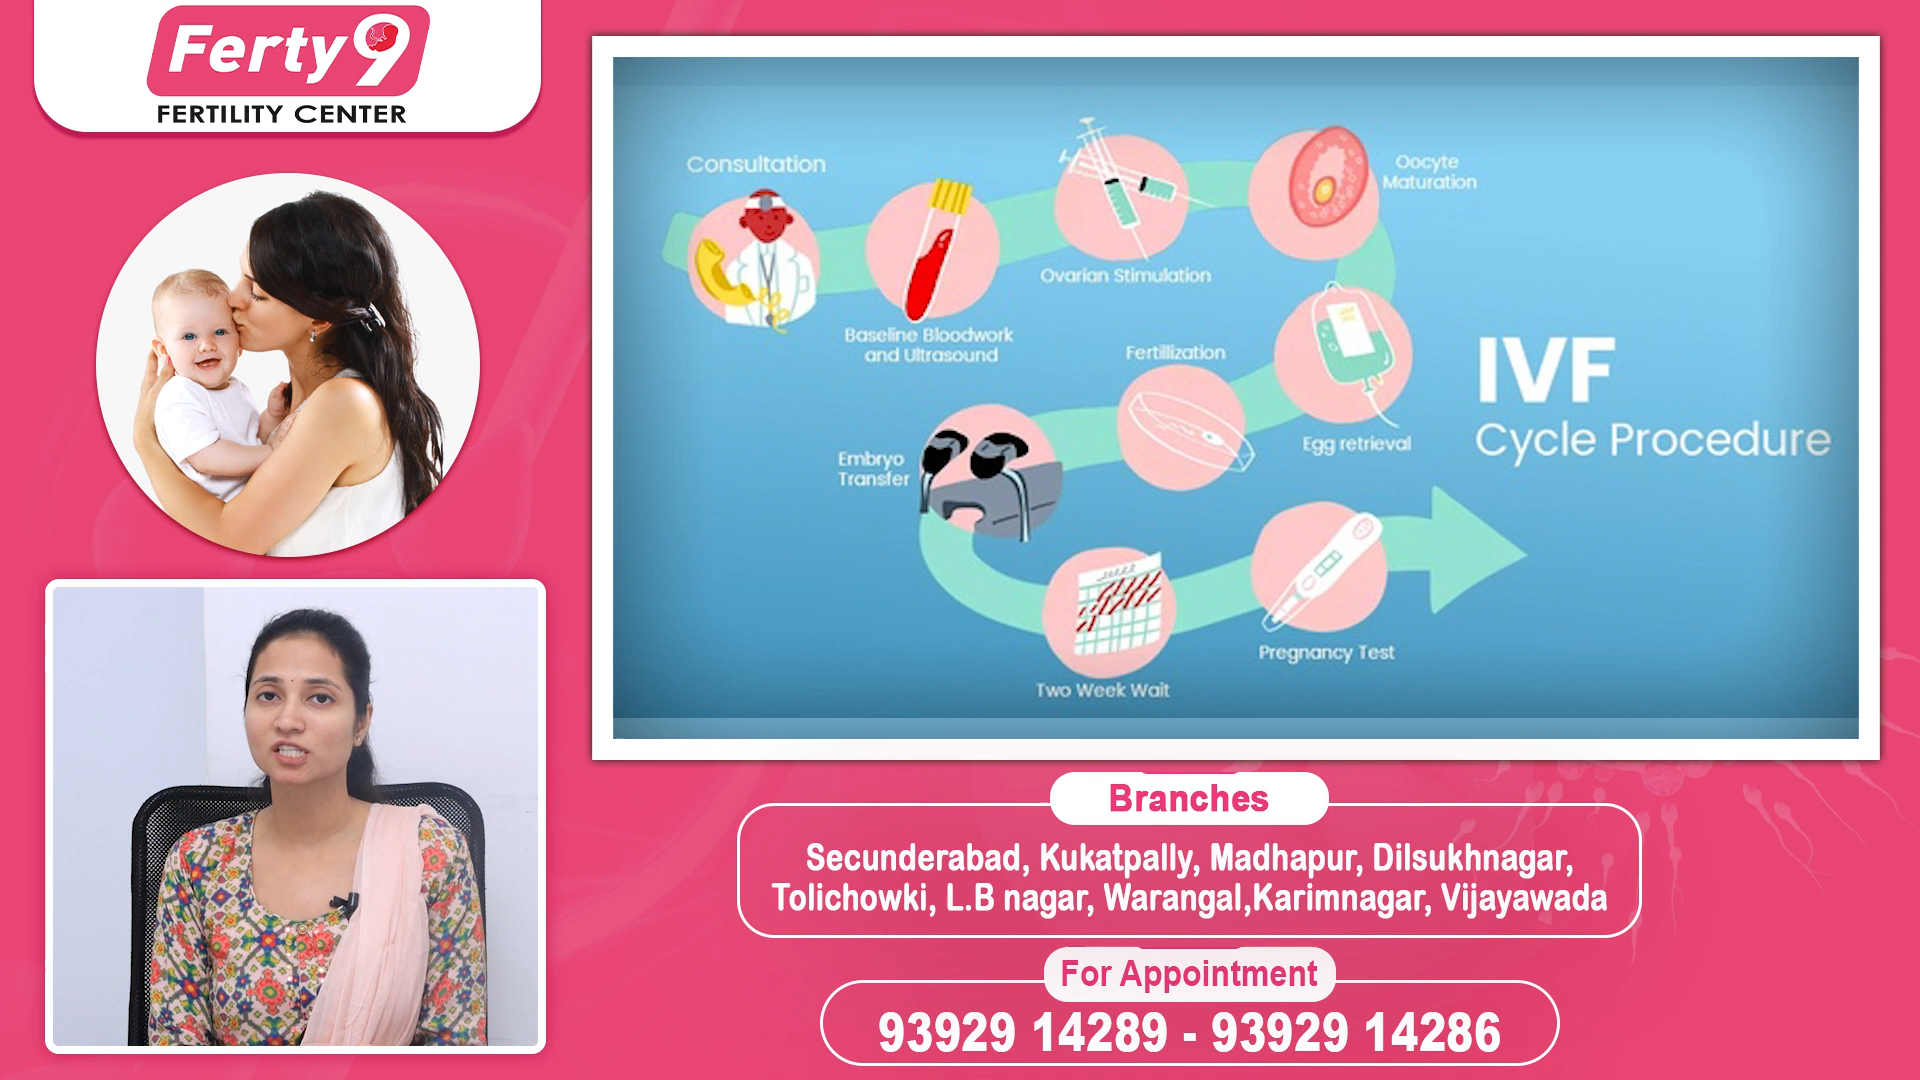 Ferty9
FERTILITY CENTER
Consultation
Baseline Bloodwork
and Ultrasound
Ovarian Stimulation
Oocyte
Maturation
Egg retrieval
Fertillization
Embryo
Transfer
Two Week Wait
Pregnancy Test
IVF
Cycle Procedure
Branches
Secunderabad, Kukatpally, Madhapur, Dilsukhnagar,
Tolichowki, L.B nagar, Warangal,Karimnagar, Vijayawada
For Appointment
93929 14289 - 93929 14286